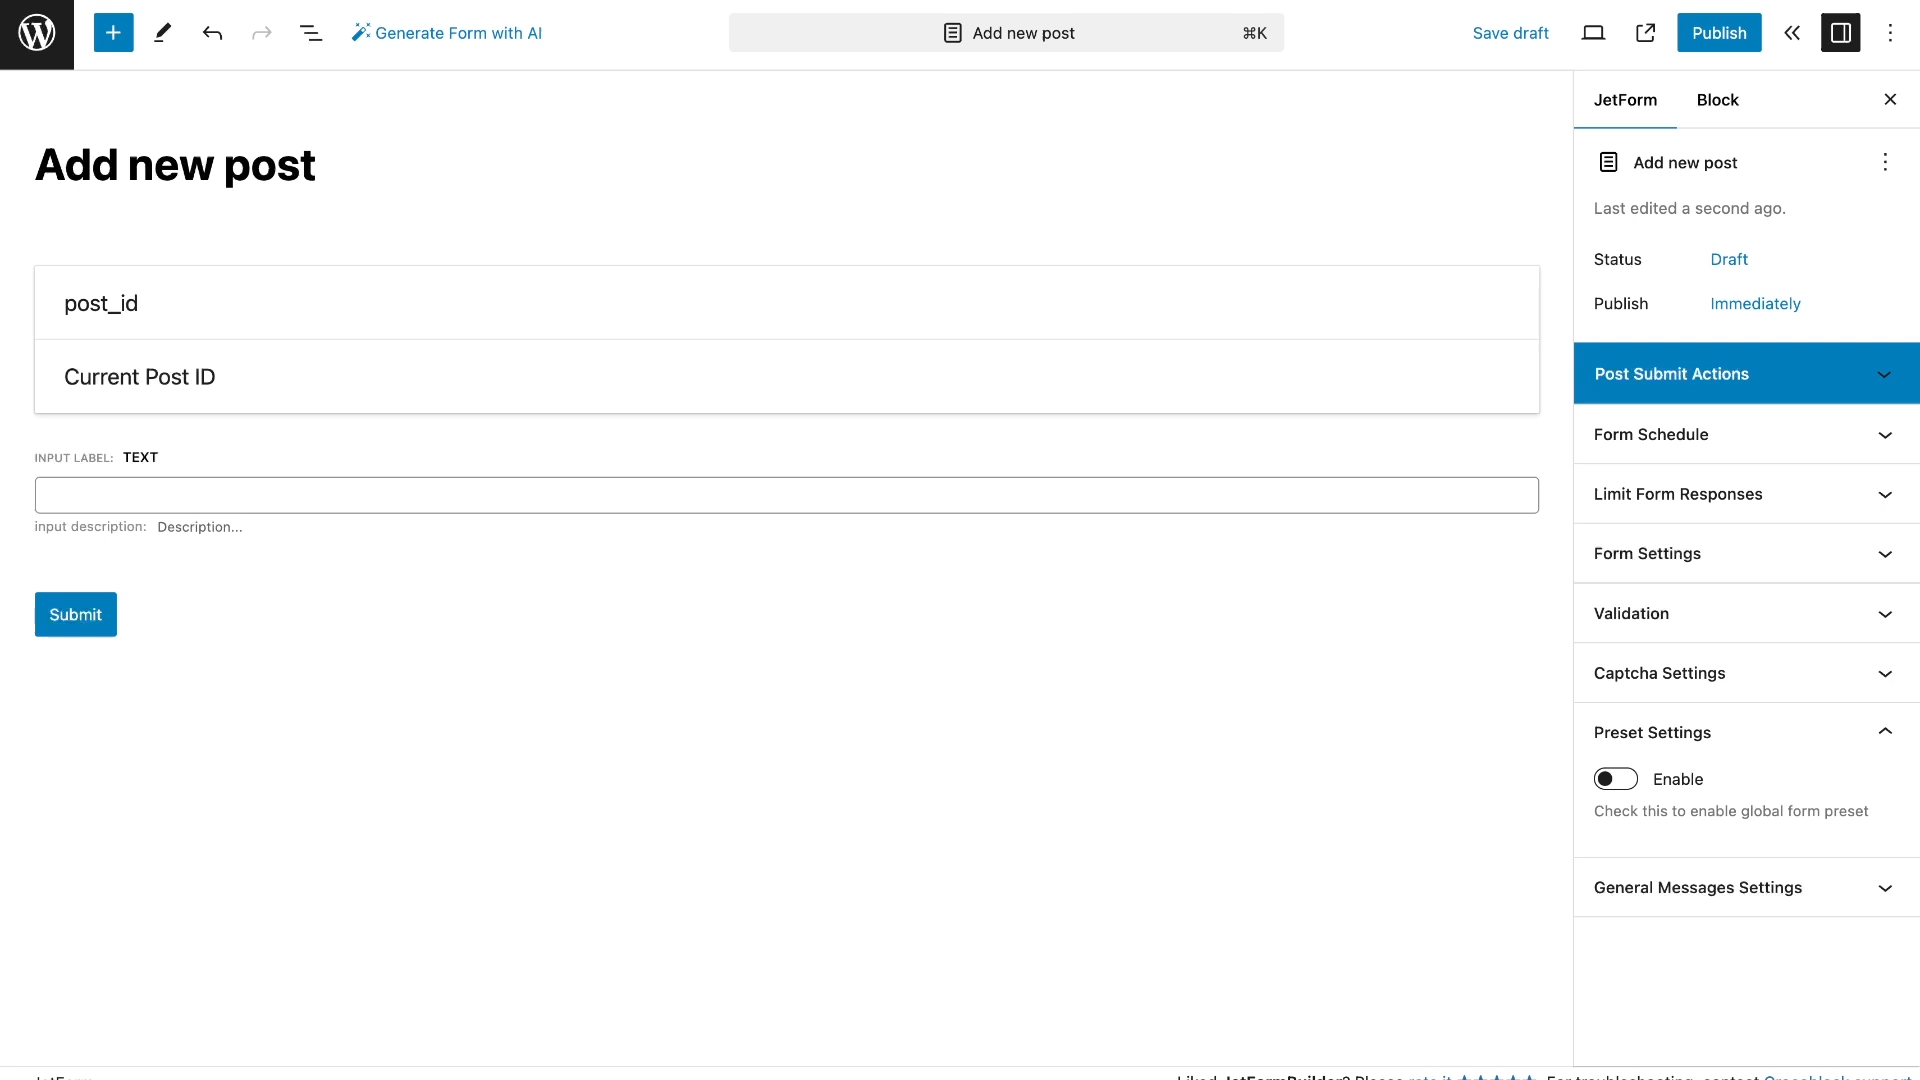 Generate Form with AI
Add new post
⌘K
Save draft
Publish
JetForm
Block
Add new post
Add new post
Last edited a second ago.
Status
Draft
Publish
Immediately
post_id
Current Post ID
Post Submit Actions
INPUT LABEL: TEXT
input description: Description...
Submit
Form Schedule
Limit Form Responses
Form Settings
Validation
Captcha Settings
Preset Settings
Enable
Check this to enable global form preset
General Messages Settings